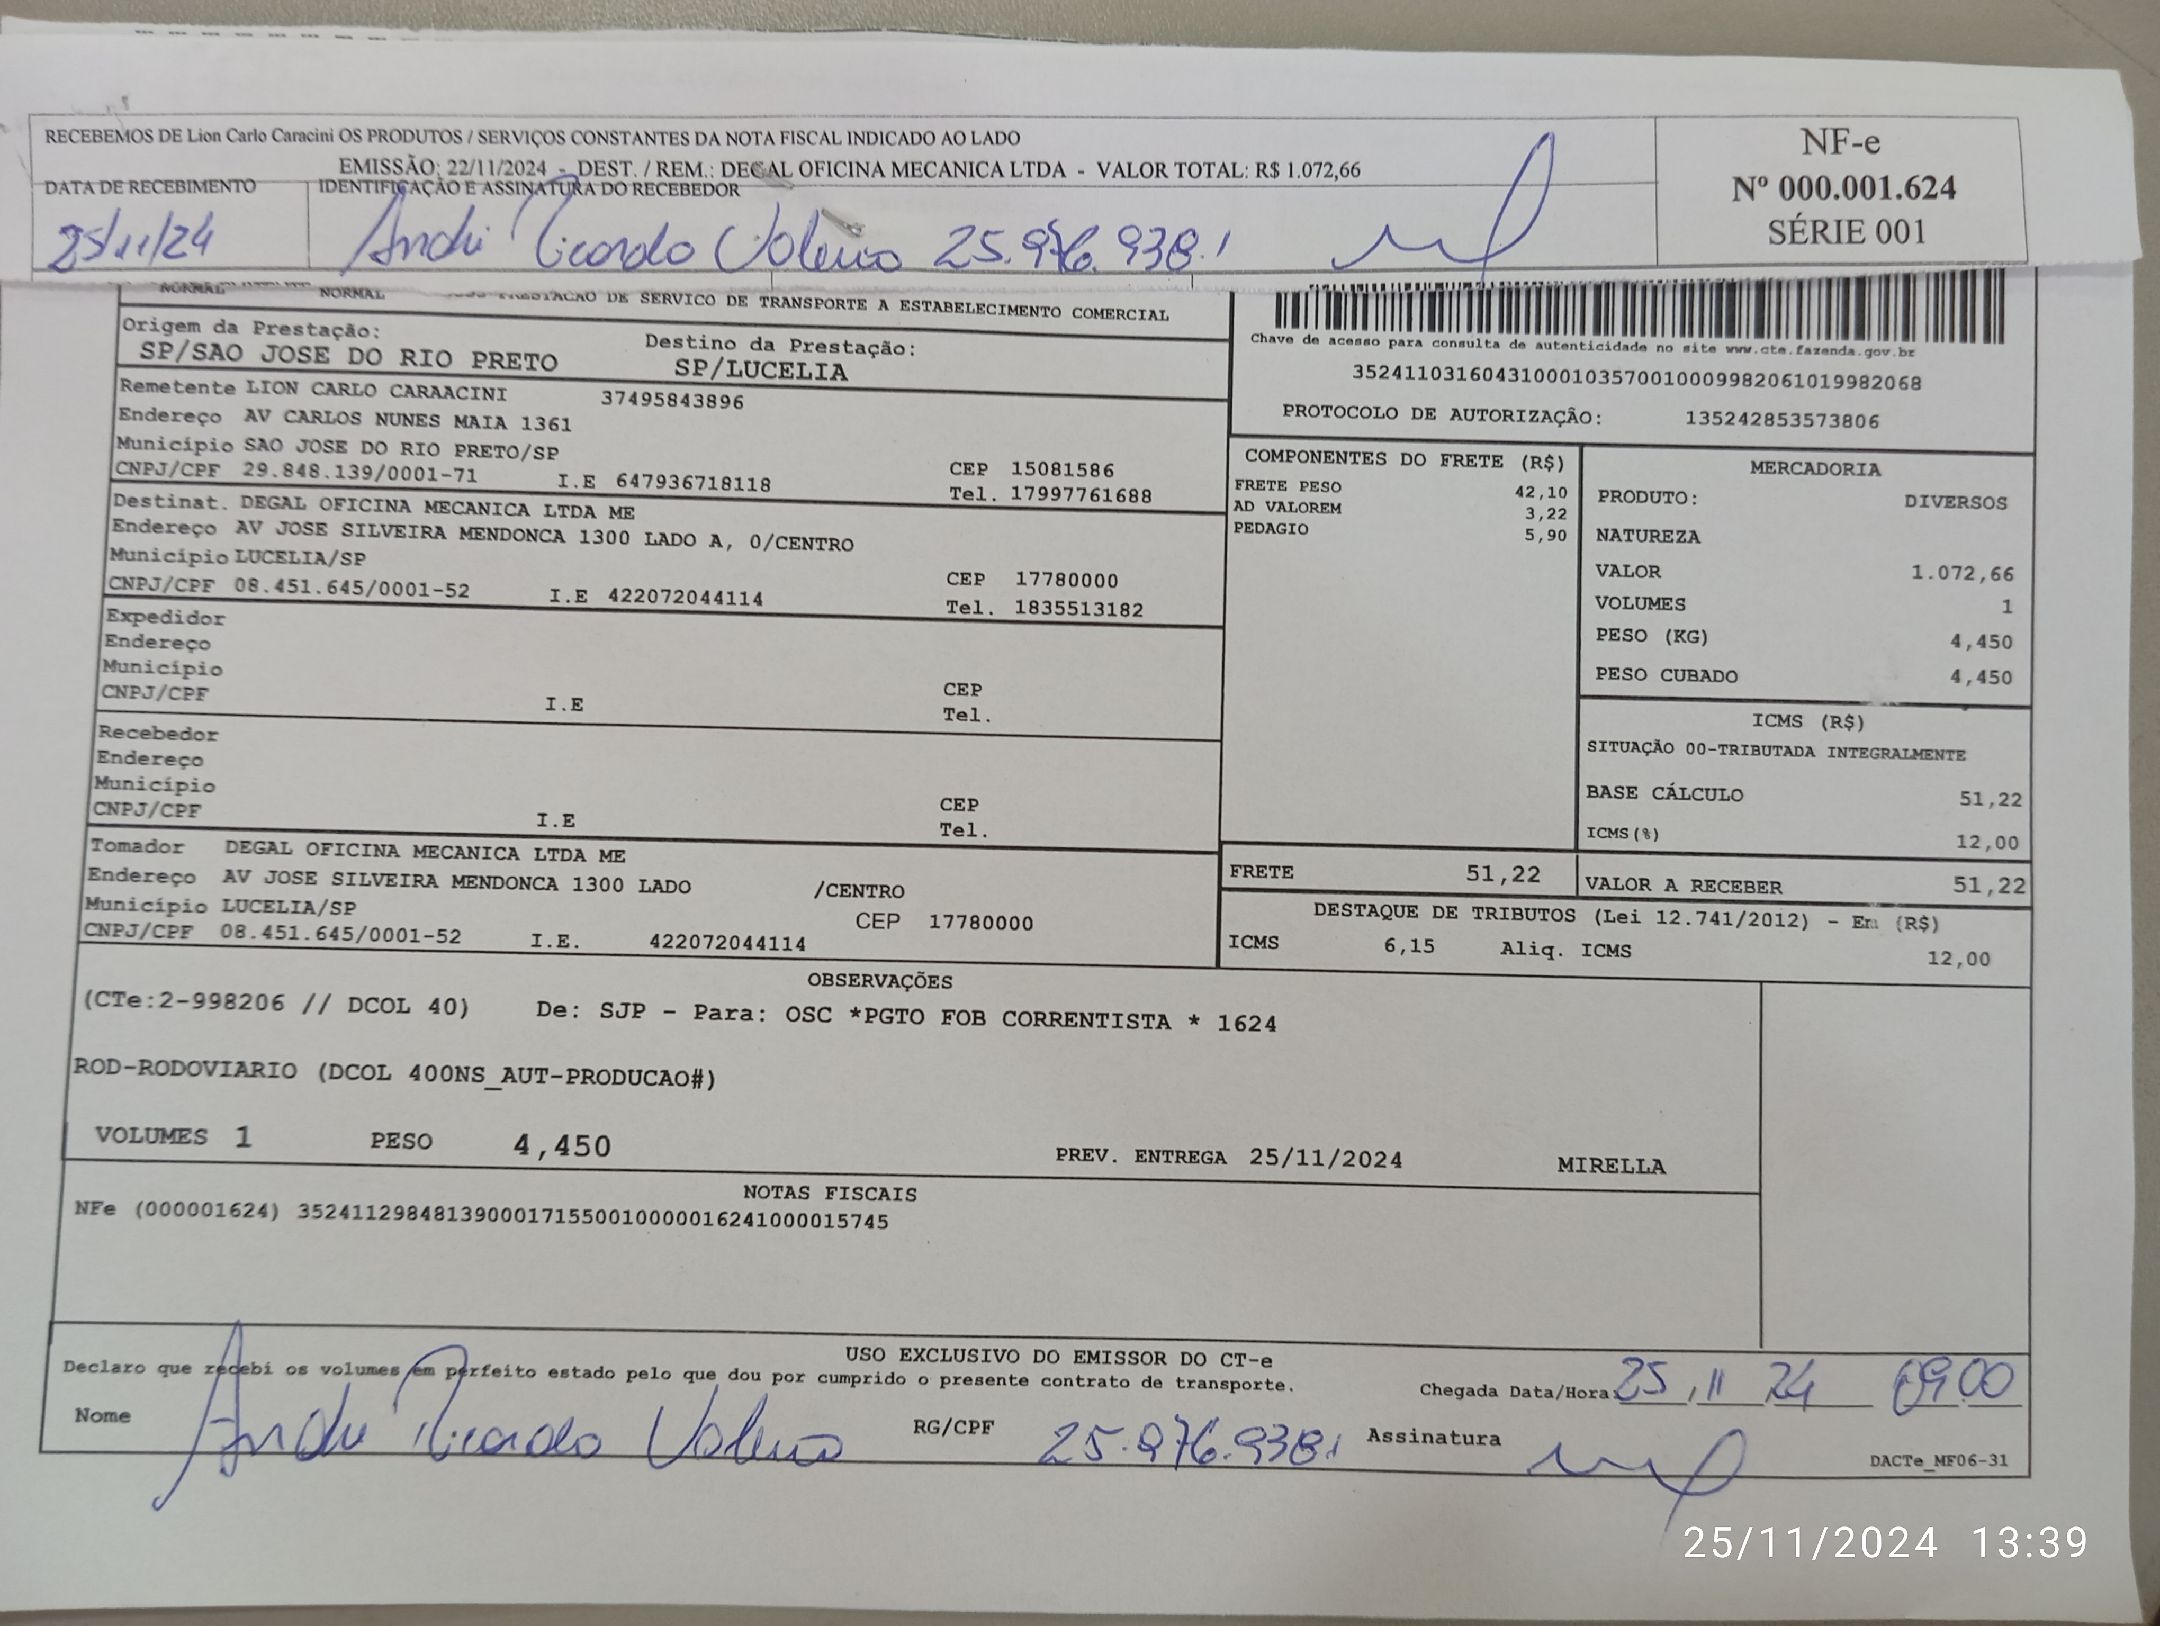 RECEBEMOS DE Lion Carlo Caracini OS PRODUTOS / SERVIÇOS CONSTANTES DA NOTA FISCAL INDICADO AO LADO
EMISSÃO: 22/11/2024 - DEST. / REM.: DEGAL OFICINA MECANICA LTDA - VALOR TOTAL: R$ 1.072,66
DATA DE RECEBIMENTO IDENTIFICAÇÃO E ASSINATURA DO RECEBEDOR
25/11/24 André Ricardo 25.976.938.1
NF-e
Nº 000.001.624
SÉRIE 001
NORMAL NORMAL PRESTACAO DE SERVICO DE TRANSPORTE A ESTABELECIMENTO COMERCIAL
Origem da Prestação: Destino da Prestação:
SP/SAO JOSE DO RIO PRETO SP/LUCELIA
Remetente LION CARLO CARAACINI 37495843896
Endereço AV CARLOS NUNES MAIA 1361
Município SAO JOSE DO RIO PRETO/SP
CNPJ/CPF 29.848.139/0001-71 I.E 647936718118 CEP 15081586
Tel. 17997761688
Destinat. DEGAL OFICINA MECANICA LTDA ME
Endereço AV JOSE SILVEIRA MENDONCA 1300 LADO A, 0/CENTRO
Município LUCELIA/SP
CNPJ/CPF 08.451.645/0001-52 I.E 422072044114 CEP 17780000
Tel. 1835513182
Expedidor
Endereço
Município
CNPJ/CPF I.E CEP
Tel.
Recebedor
Endereço
Município
CNPJ/CPF I.E CEP
Tel.
Tomador DEGAL OFICINA MECANICA LTDA ME
Endereço AV JOSE SILVEIRA MENDONCA 1300 LADO /CENTRO
Município LUCELIA/SP CEP 17780000
CNPJ/CPF 08.451.645/0001-52 I.E. 422072044114
Chave de acesso para consulta de autenticidade no site www.cte.fazenda.gov.br
35241103160431000103570010009982061019982068
PROTOCOLO DE AUTORIZAÇÃO: 135242853573806
COMPONENTES DO FRETE (R$)
FRETE PESO 42,10
AD VALOREM 3,22
PEDAGIO 5,90
MERCADORIA
PRODUTO: DIVERSOS
NATUREZA
VALOR 1.072,66
VOLUMES 1
PESO (KG) 4,450
PESO CUBADO 4,450
ICMS (R$)
SITUAÇÃO 00-TRIBUTADA INTEGRALMENTE
BASE CÁLCULO 51,22
ICMS(%) 12,00
FRETE 51,22 VALOR A RECEBER 51,22
DESTAQUE DE TRIBUTOS (Lei 12.741/2012) - Em (R$)
ICMS 6,15 Aliq. ICMS 12,00
OBSERVAÇÕES
(CTe:2-998206 // DCOL 40) De: SJP - Para: OSC *PGTO FOB CORRENTISTA * 1624
ROD-RODOVIARIO (DCOL 400NS_AUT-PRODUCAO#)
VOLUMES 1 PESO 4,450 PREV. ENTREGA 25/11/2024 MIRELLA
NOTAS FISCAIS
NFe (000001624) 35241129848139000171550010000016241000015745
USO EXCLUSIVO DO EMISSOR DO CT-e
Declaro que recebi os volumes em perfeito estado pelo que dou por cumprido o presente contrato de transporte.
Chegada Data/Hora 25 11 24 09:00
Nome André Ricardo RG/CPF 25.976.938.1 Assinatura
DACTe_MF06-31
25/11/2024 13:39